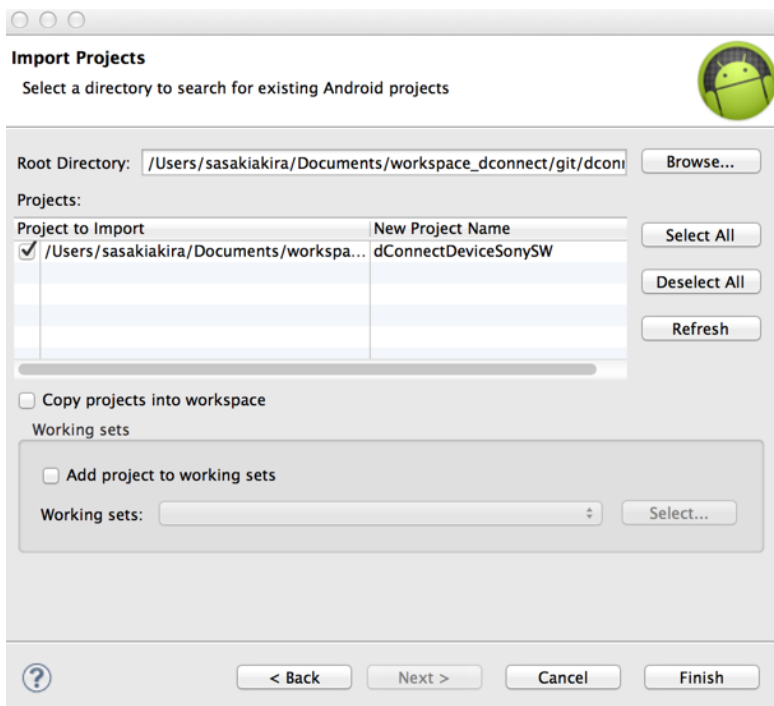 Import Projects
Select a directory to search for existing Android projects
Root Directory: /Users/sasakiakira/Documents/workspace_dconnect/git/dcon Browse...
Projects:
Project to Import New Project Name
/Users/sasakiakira/Documents/workspa... dConnectDeviceSonySW
Select All
Deselect All
Refresh
Copy projects into workspace
Working sets
Add project to working sets
Working sets: Select...
? < Back Next > Cancel Finish